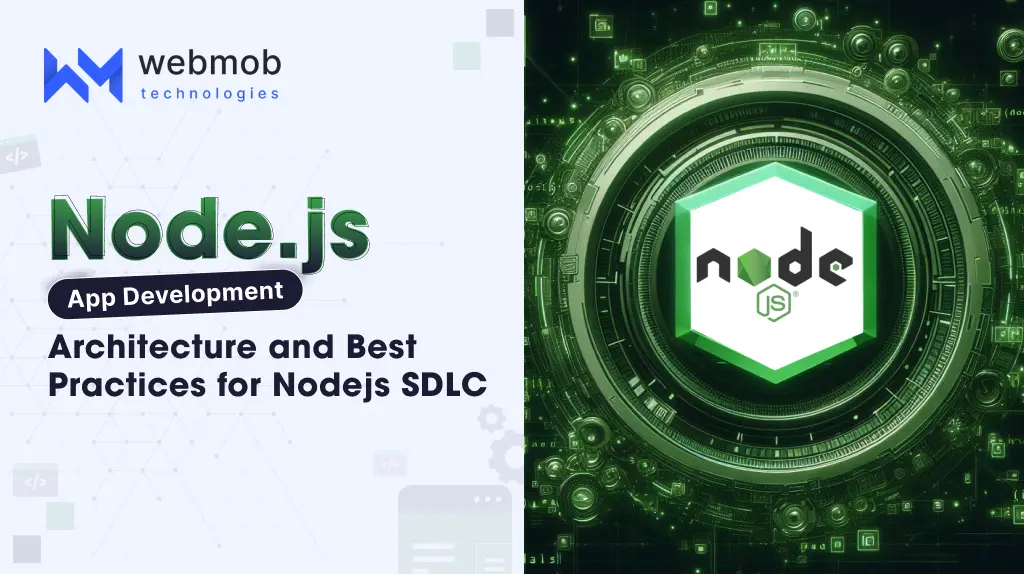 webmob
technologies
Node.js
App Development
Architecture and Best
Practices for Nodejs SDLC
</>
</>
</>
node
JS®